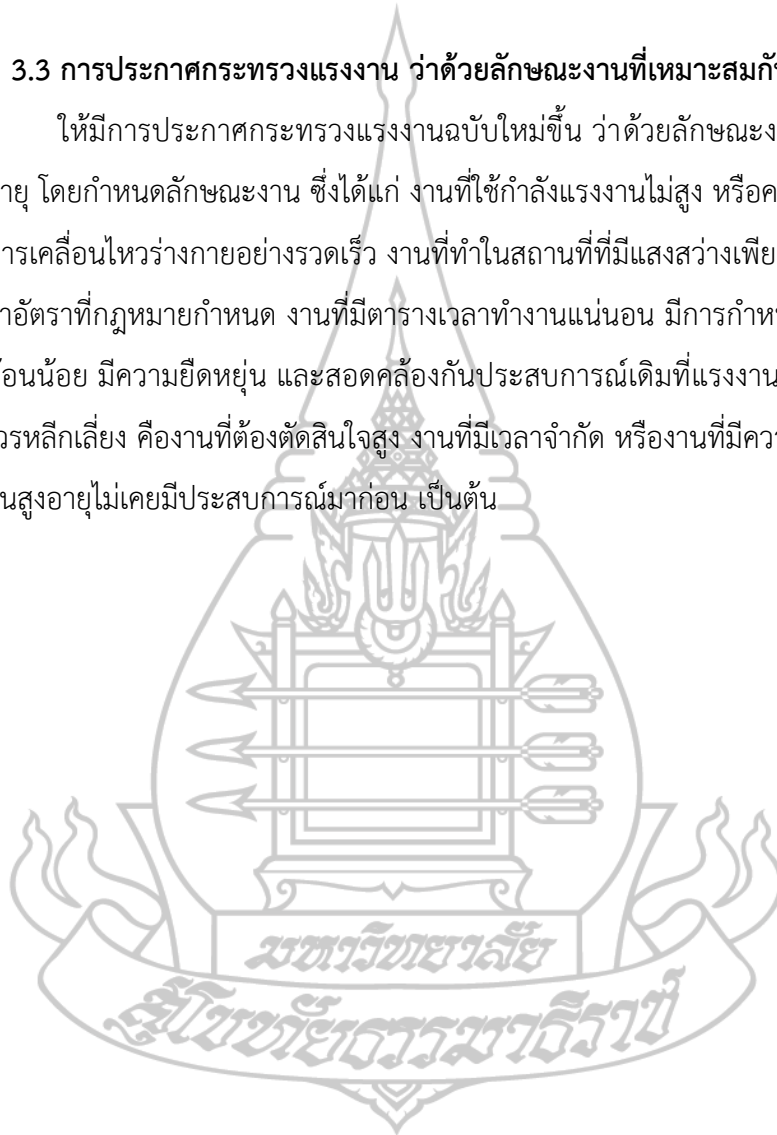 3.3 การประกาศกระทรวงแรงงาน ว่าด้วยลักษณะงานที่เหมาะสมกับ
ให้มีการประกาศกระทรวงแรงงานฉบับใหม่ขึ้น ว่าด้วยลักษณะง
ายุ โดยกำหนดลักษณะงาน ซึ่งได้แก่ งานที่ใช้กำลังแรงงานไม่สูง หรือค
การเคลื่อนไหวร่างกายอย่างรวดเร็ว งานที่ทำในสถานที่ที่มีแสงสว่างเพีย
าอัตราที่กฎหมายกำหนด งานที่มีตารางเวลาทำงานแน่นอน มีการกำห
้อนน้อย มีความยืดหยุ่น และสอดคล้องกันประสบการณ์เดิมที่แรงงาน
วรหลีกเลี่ยง คืองานที่ต้องตัดสินใจสูง งานที่มีเวลาจำกัด หรืองานที่มีคว
นสูงอายุไม่เคยมีประสบการณ์มาก่อน เป็นต้น
มหาวิทยาลัย
สุโขทัยธรรมาธิราช